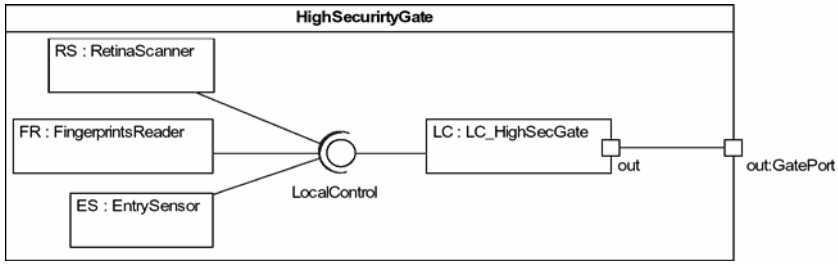 HighSecurirtyGate
RS : RetinaScanner
FR : FingerprintsReader
LC : LC_HighSecGate
out
out:GatePort
LocalControl
ES : EntrySensor